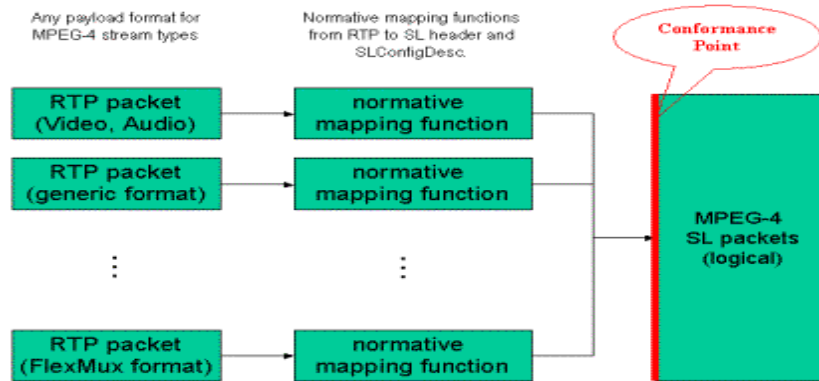 Any payload format for
MPEG-4 stream types
Normative mapping functions
from RTP to SL header and
SLConfigDesc.
Conformance
Point
RTP packet
(Video, Audio)
normative
mapping function
RTP packet
(generic format)
normative
mapping function
MPEG-4
SL packets
(logical)
⋮
⋮
RTP packet
(FlexMux format)
normative
mapping function